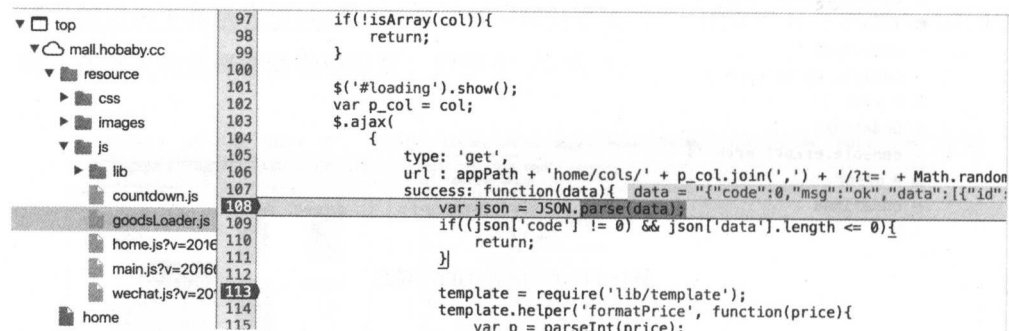 top
mall.hobaby.cc
resource
css
images
js
lib
countdown.js
goodsLoader.js
home.js?v=2016
main.js?v=2016
wechat.js?v=20
home
97 if(!isArray(col)){
98 return;
99 }
100
101 $('#loading').show();
102 var p_col = col;
103 $.ajax(
104 {
105 type: 'get',
106 url : appPath + 'home/cols/' + p_col.join(',') + '/?t=' + Math.random
107 success: function(data){ data = "{"code":0,"msg":"ok","data":[{"id":
108 var json = JSON.parse(data);
109 if((json['code'] != 0) && json['data'].length <= 0){
110 return;
111 }
112
113 template = require('lib/template');
114 template.helper('formatPrice', function(price){
115 var p = parseInt(price);